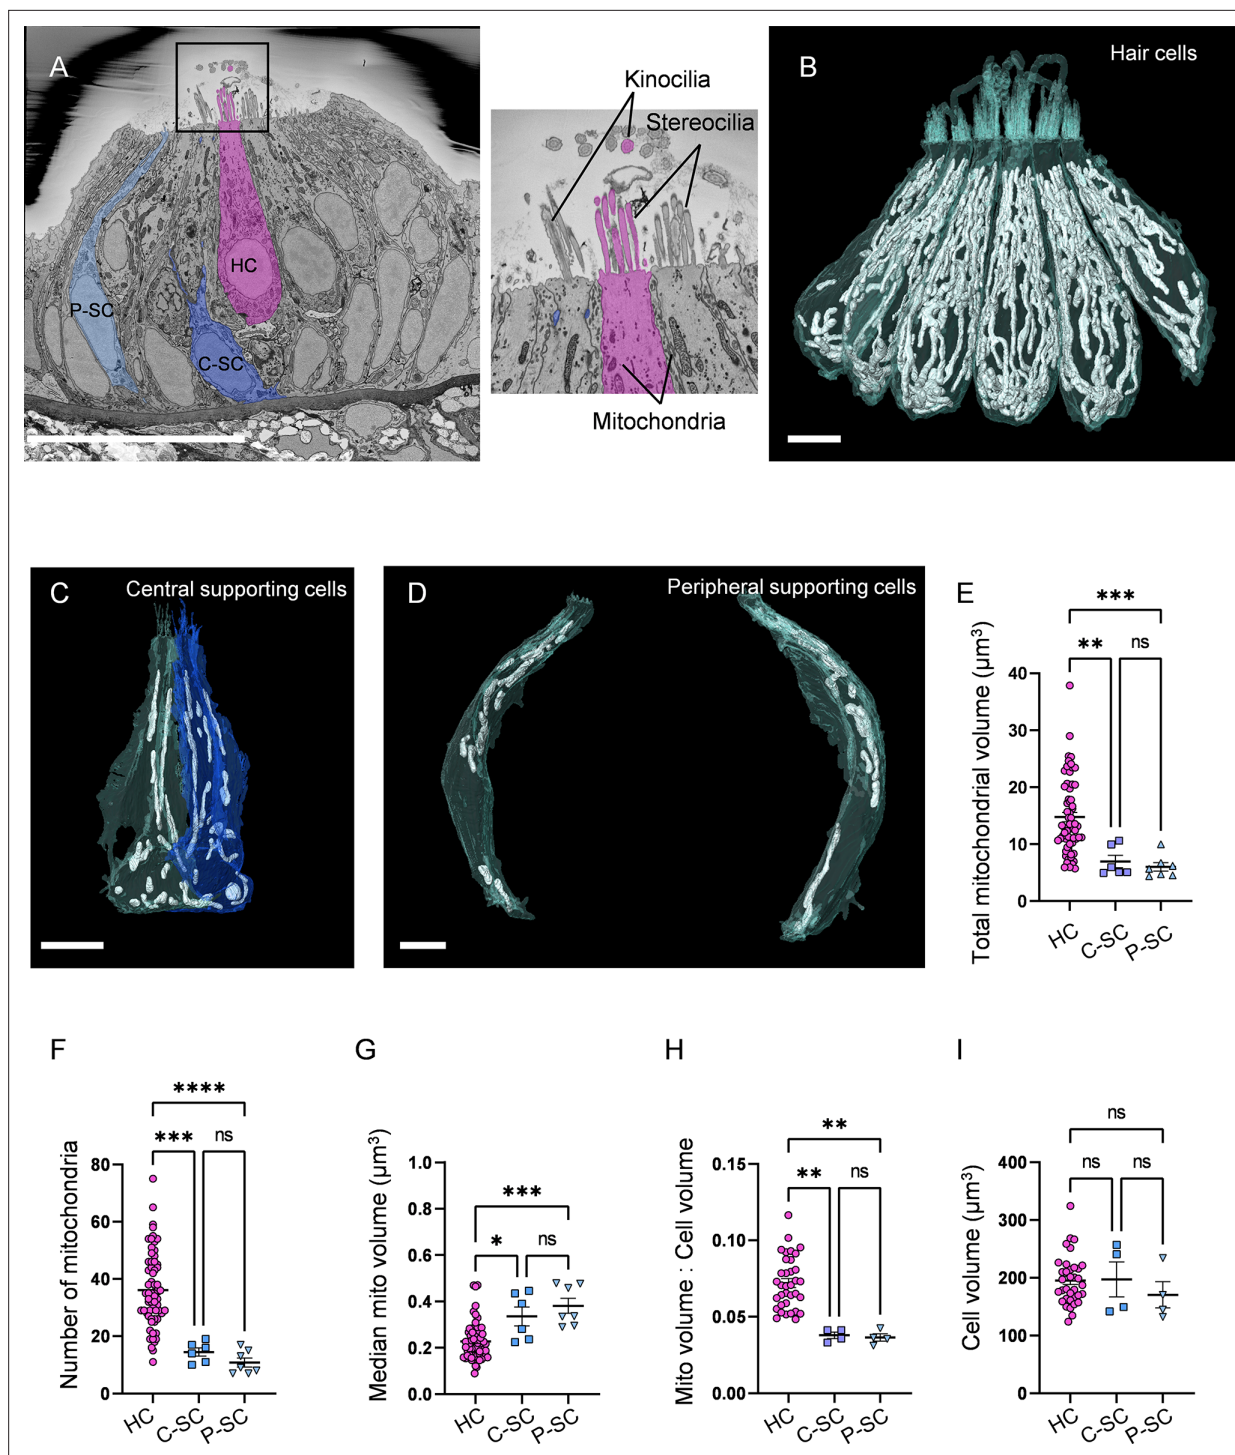 A
P-SC
HC
C-SC
Kinocilia
Stereocilia
Mitochondria
B
Hair cells
C
Central supporting cells
D
Peripheral supporting cells
E
***
**
ns
Total mitochondrial volume (µm³)
40
30
20
10
0
HC
C-SC
P-SC
F
****
***
ns
Number of mitochondria
80
60
40
20
0
HC
C-SC
P-SC
G
***
*
ns
Median mito volume (µm³)
1.0
0.8
0.6
0.4
0.2
0.0
HC
C-SC
P-SC
H
**
**
ns
Mito volume : Cell volume
0.15
0.10
0.05
0.00
HC
C-SC
P-SC
I
ns
ns
ns
Cell volume (µm³)
400
300
200
100
0
HC
C-SC
P-SC